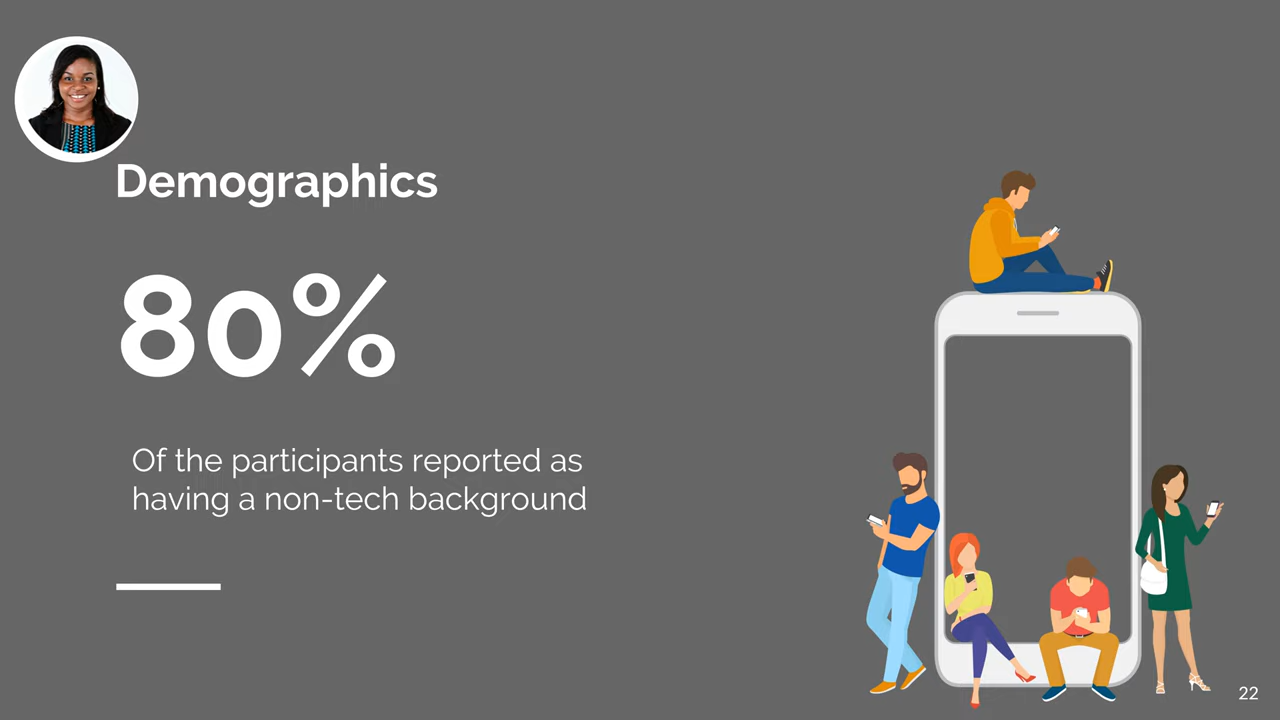 Demographics
80%
Of the participants reported as
having a non-tech background
22